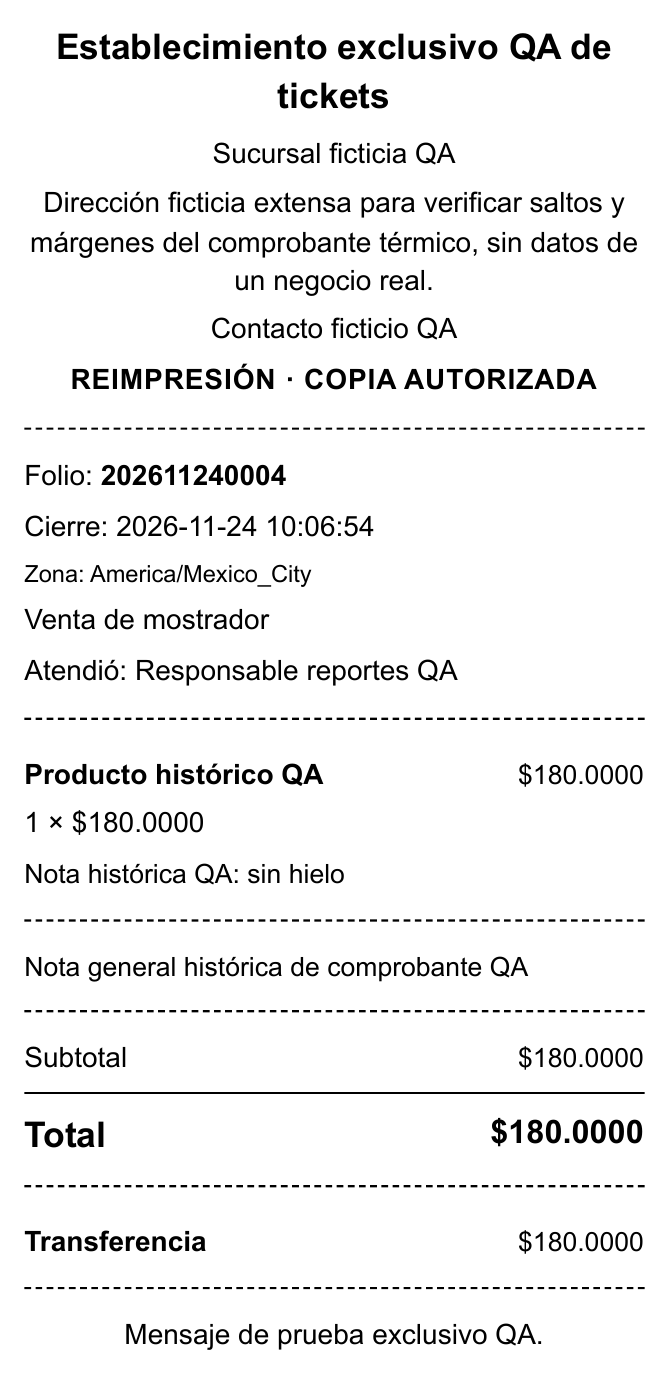 Establecimiento exclusivo QA de
tickets
Sucursal ficticia QA
Dirección ficticia extensa para verificar saltos y
márgenes del comprobante térmico, sin datos de
un negocio real.
Contacto ficticio QA
REIMPRESIÓN · COPIA AUTORIZADA
Folio: 202611240004
Cierre: 2026-11-24 10:06:54
Zona: America/Mexico_City
Venta de mostrador
Atendió: Responsable reportes QA
Producto histórico QA $180.0000
1 × $180.0000
Nota histórica QA: sin hielo
Nota general histórica de comprobante QA
Subtotal $180.0000
Total $180.0000
Transferencia $180.0000
Mensaje de prueba exclusivo QA.